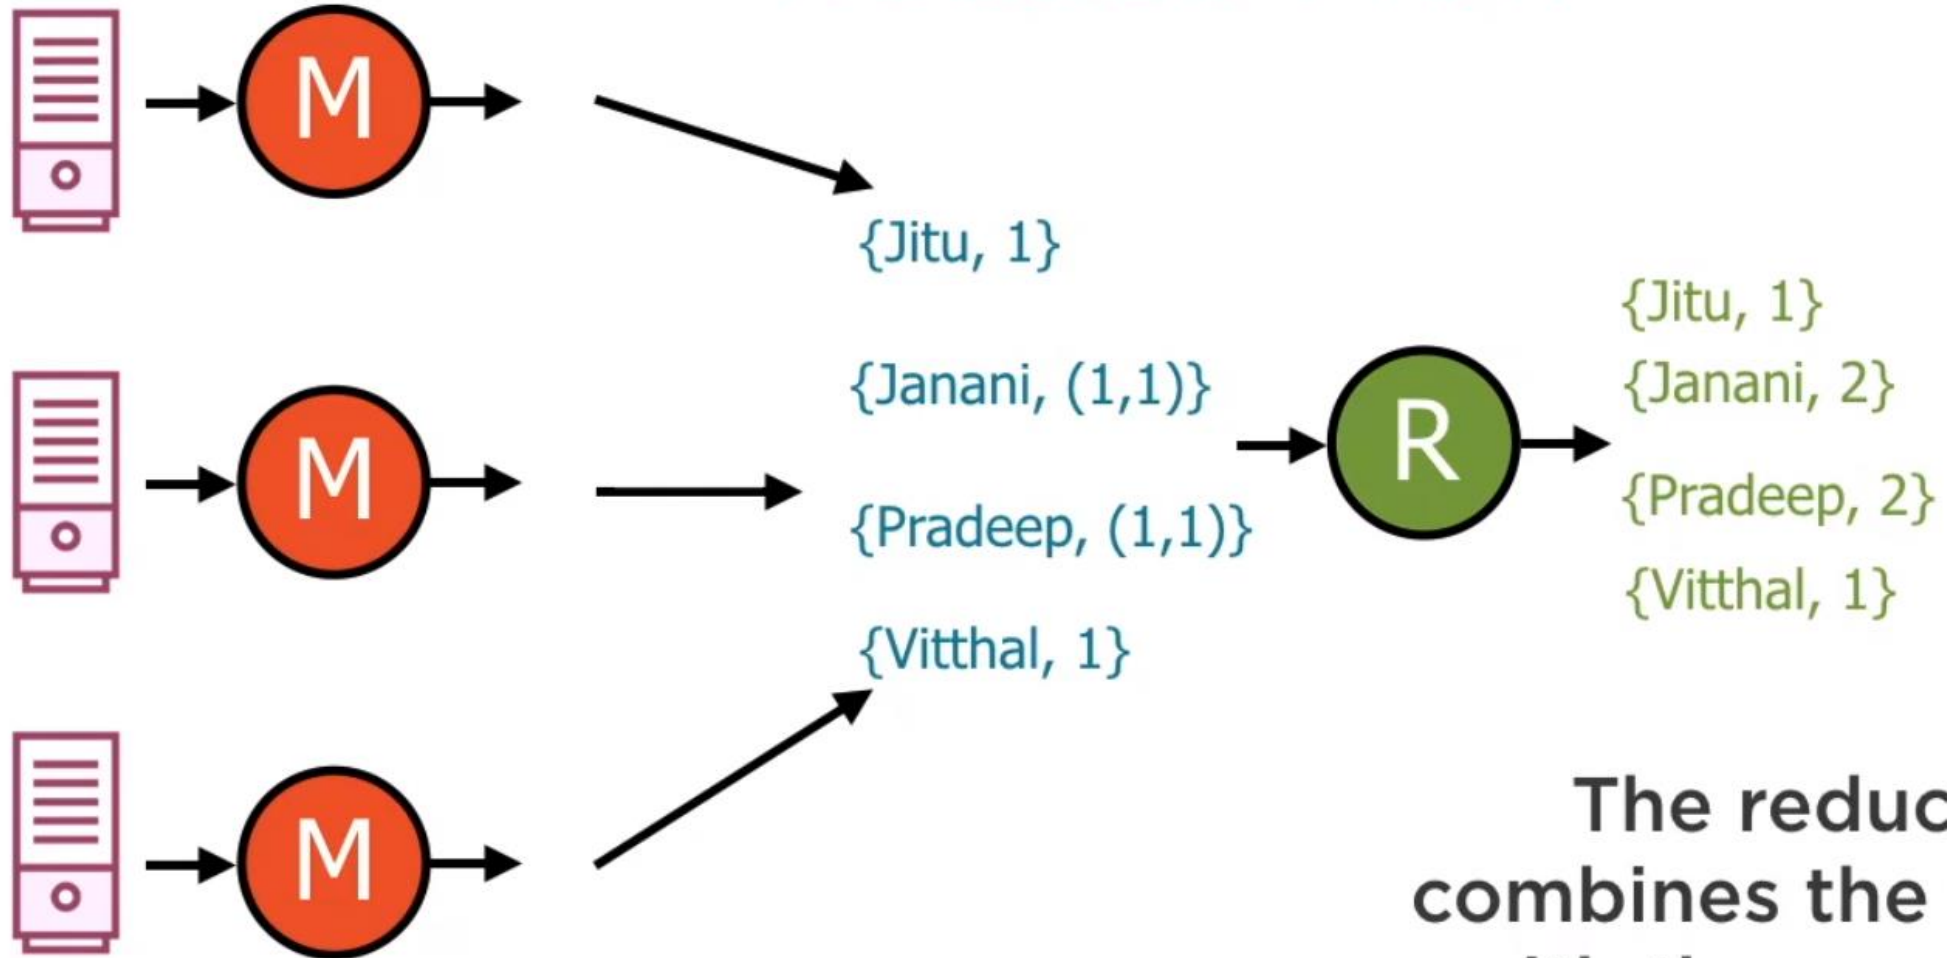 M
M
M
{Jitu, 1}
{Janani, (1,1)}
{Pradeep, (1,1)}
{Vitthal, 1}
R
{Jitu, 1}
{Janani, 2}
{Pradeep, 2}
{Vitthal, 1}
The reduc
combines the